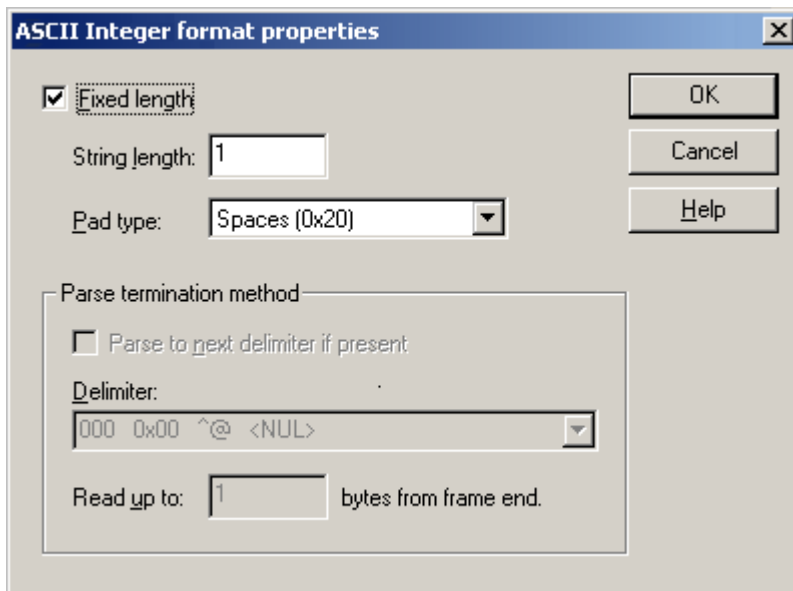 ASCII Integer format properties
Fixed length
OK
String length: 1
Cancel
Pad type: Spaces (0x20)
Help
Parse termination method
Parse to next delimiter if present
Delimiter:
000 0x00 ^@ <NUL>
Read up to: 1 bytes from frame end.